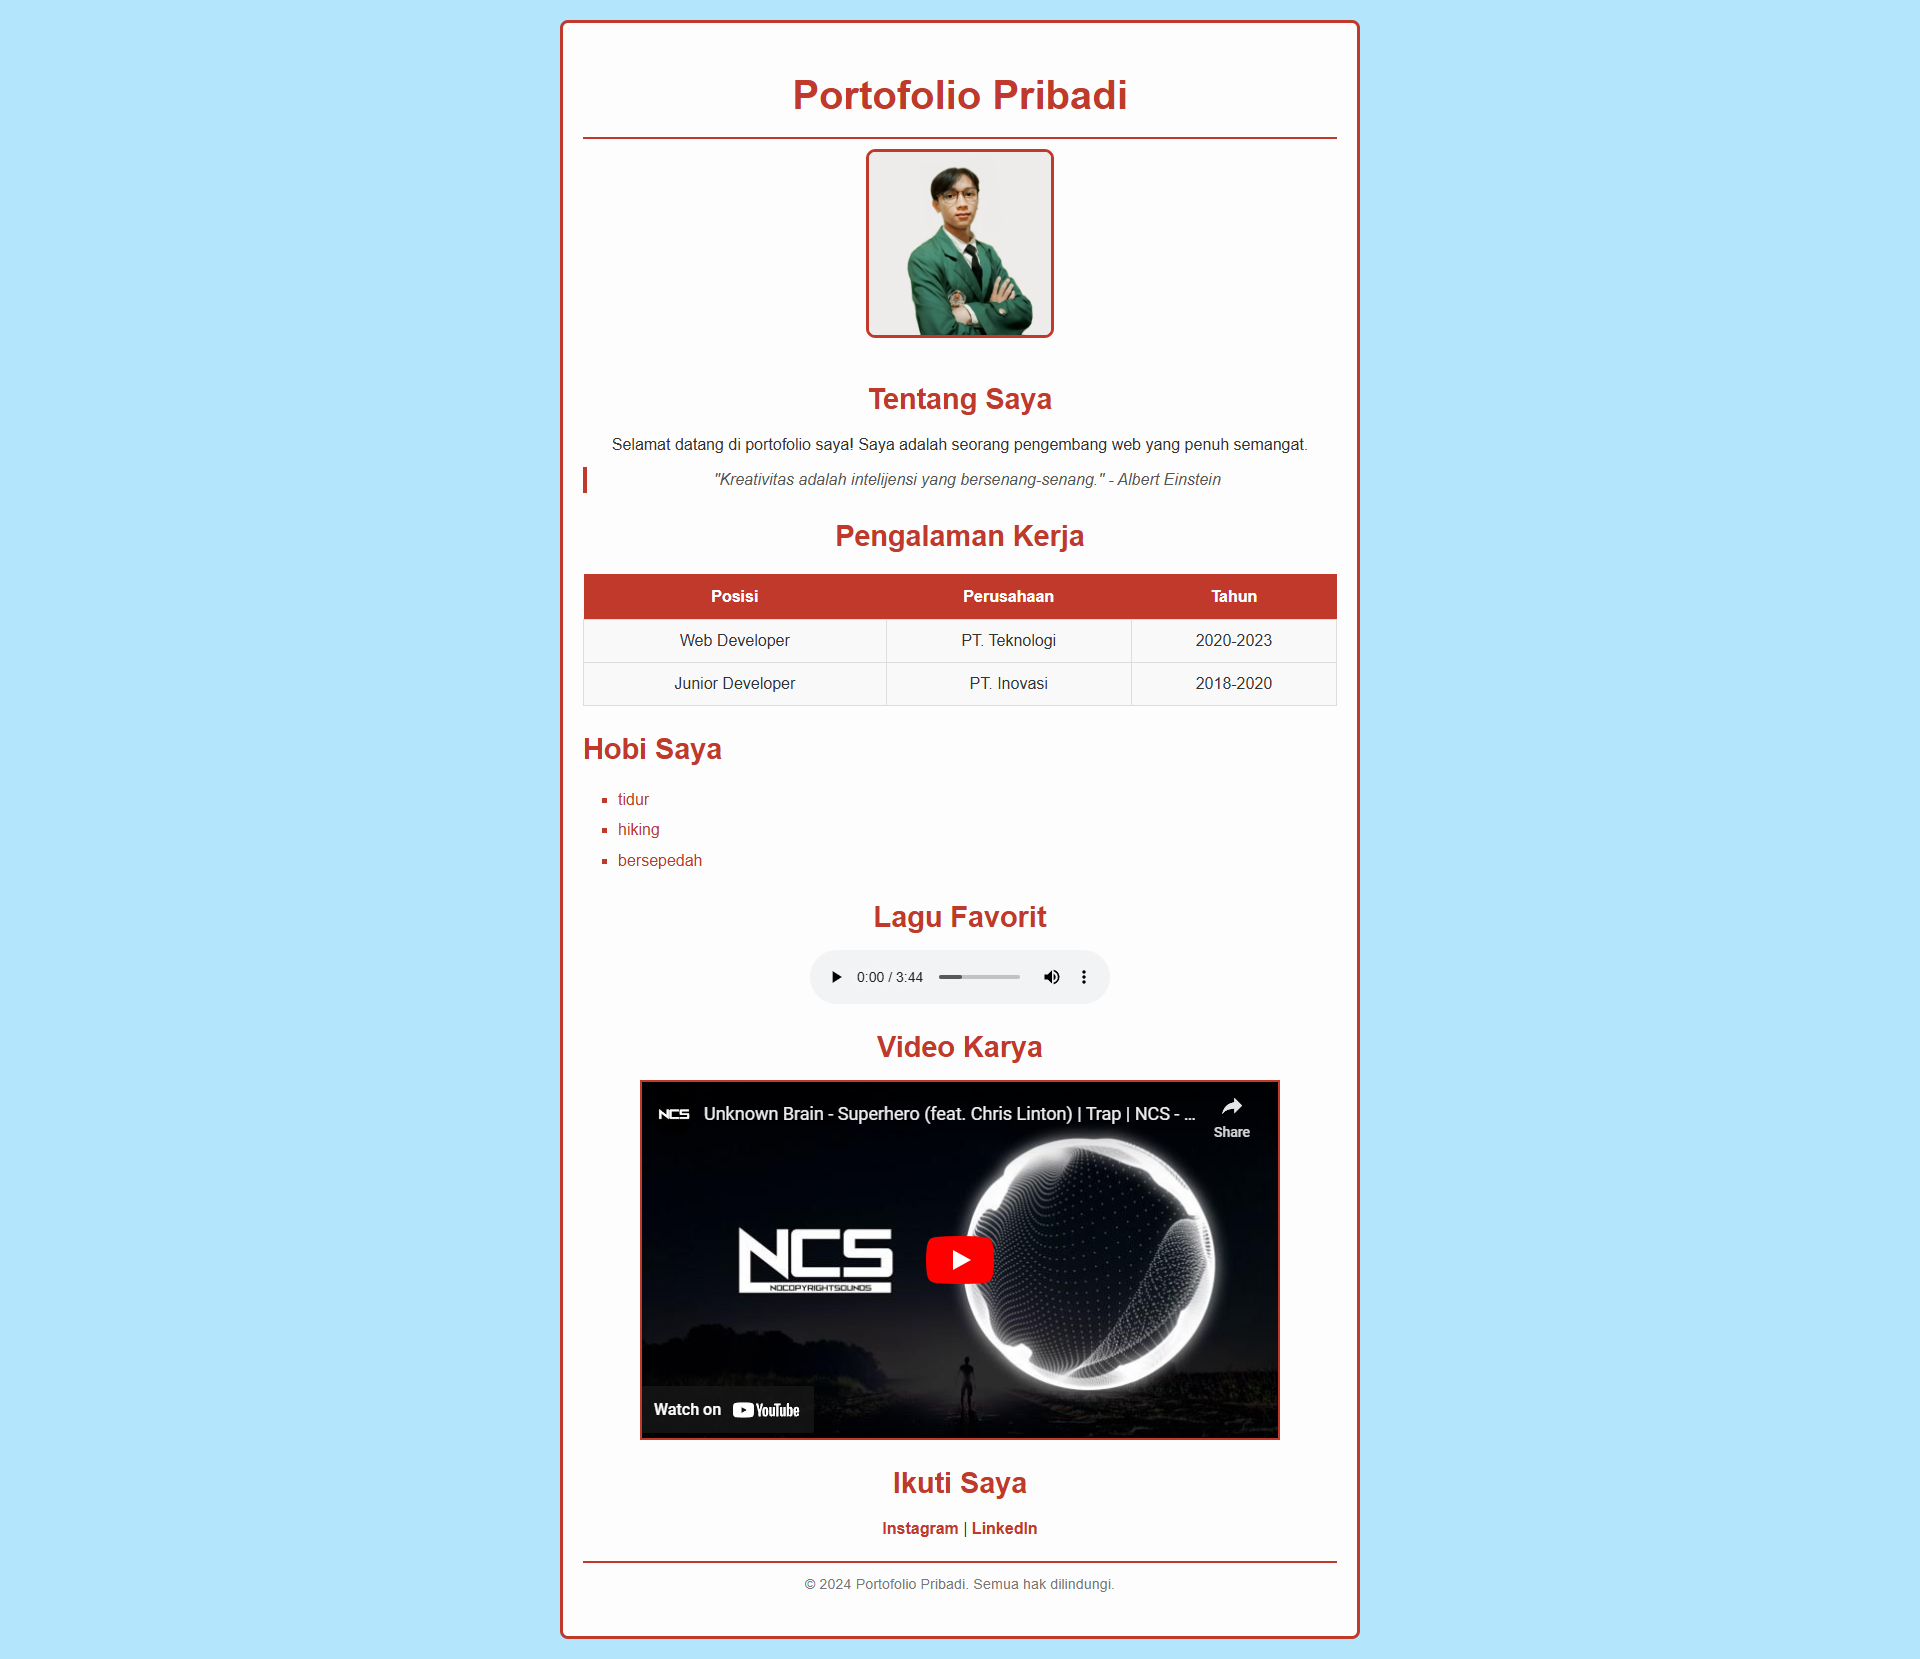 Portofolio Pribadi
Tentang Saya
Selamat datang di portofolio saya! Saya adalah seorang pengembang web yang penuh semangat.
"Kreativitas adalah intelijensi yang bersenang-senang." - Albert Einstein
Pengalaman Kerja
Posisi Perusahaan Tahun
Web Developer PT. Teknologi 2020-2023
Junior Developer PT. Inovasi 2018-2020
Hobi Saya
tidur
hiking
bersepedah
Lagu Favorit
0:00 / 3:44
Video Karya
NCS Unknown Brain - Superhero (feat. Chris Linton) | Trap | NCS - ...
Share
NCS
NOCOPYRIGHTSOUNDS
Watch on YouTube
Ikuti Saya
Instagram | LinkedIn
© 2024 Portofolio Pribadi. Semua hak dilindungi.